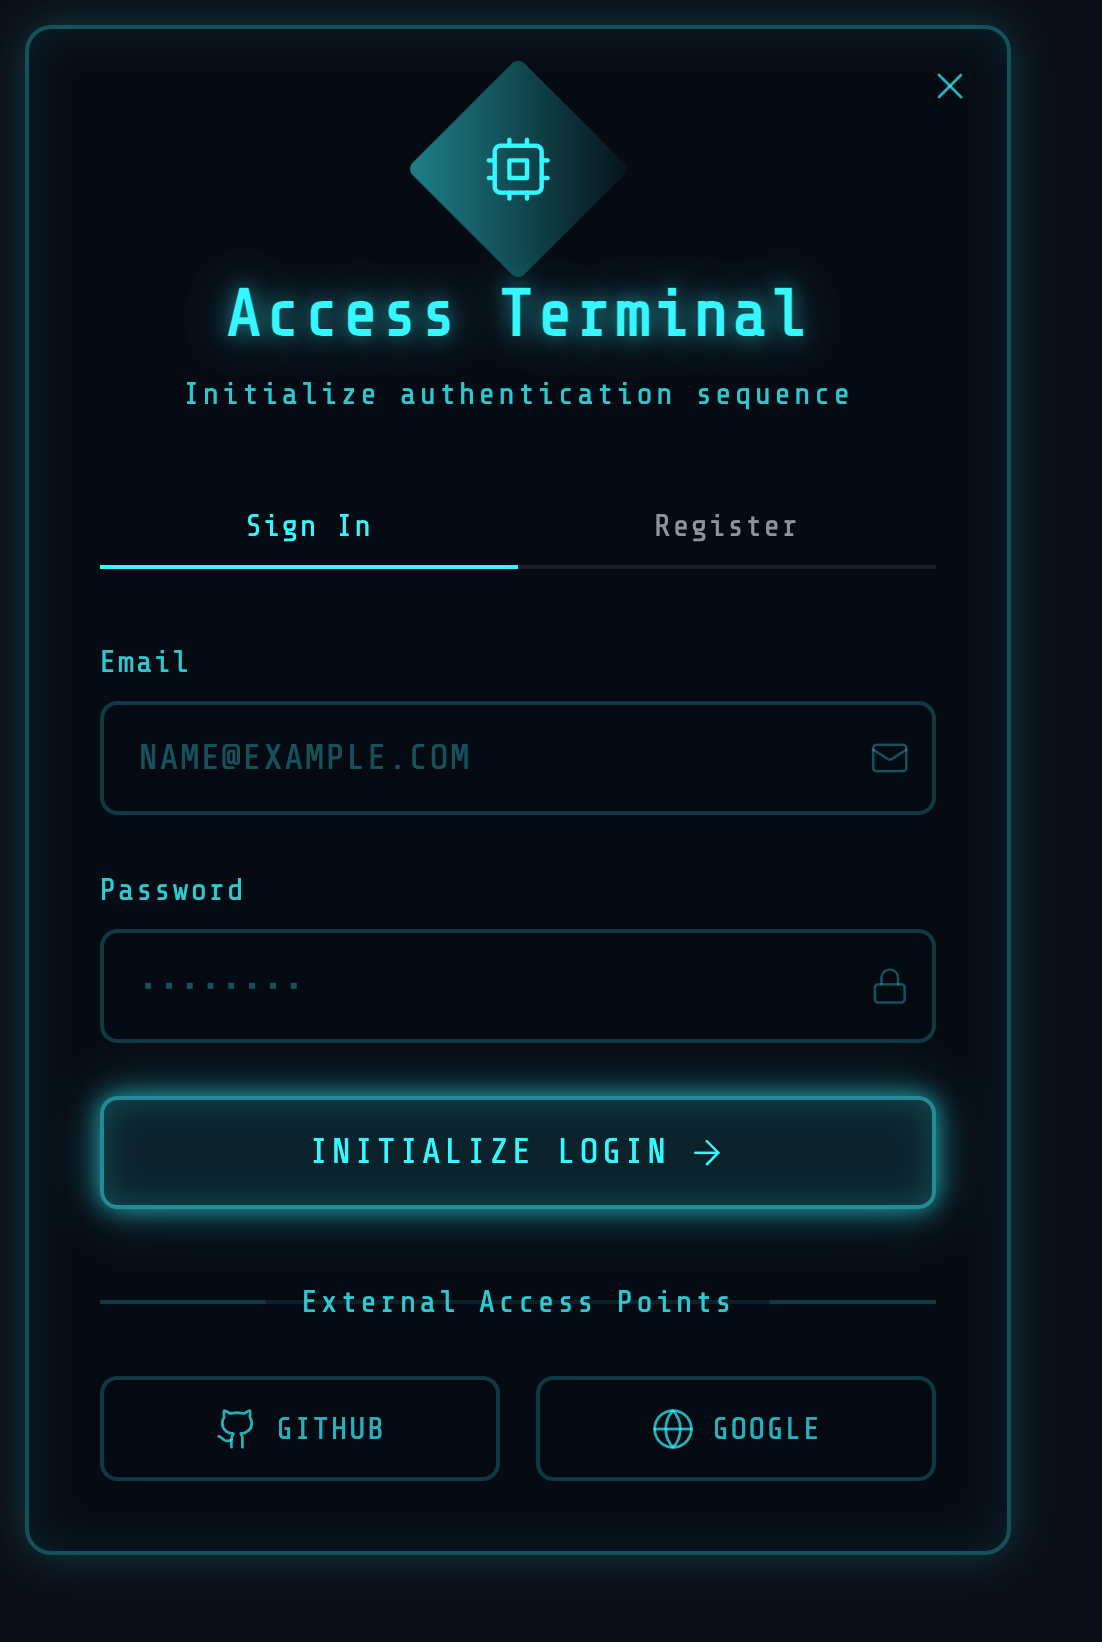 Access Terminal
Initialize authentication sequence
Sign In
Register
Email
NAME@EXAMPLE.COM
Password
INITIALIZE LOGIN
External Access Points
GITHUB
GOOGLE